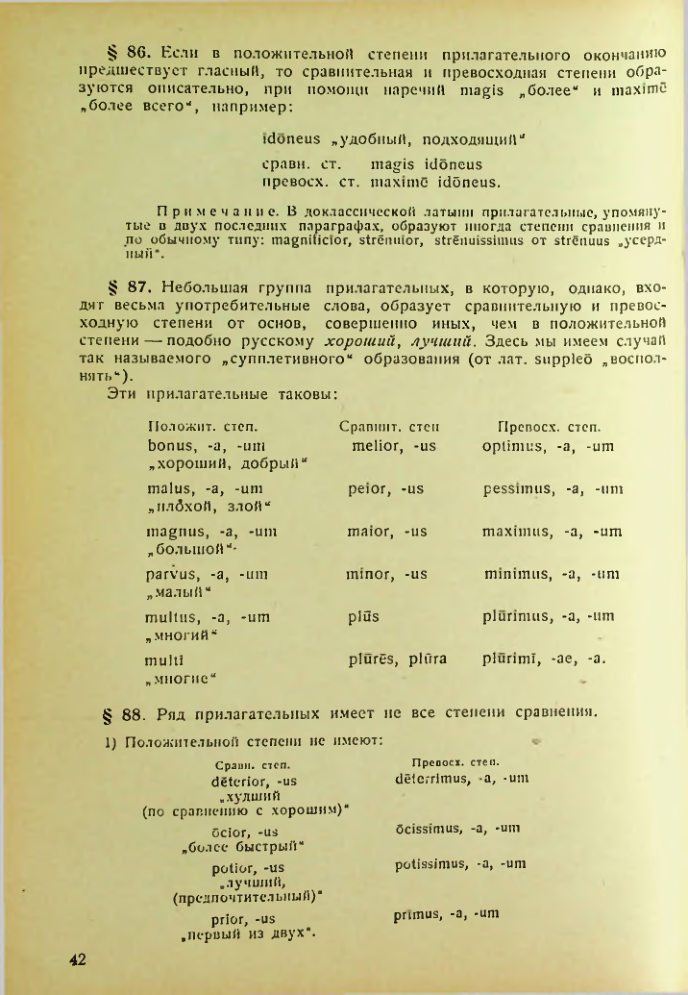 § 86. Если в положительной степени прилагательного окончанию
предшествует гласный, то сравнительная и превосходная степени обра-
зуются описательно, при помощи наречий magis „более“ и maximē
„более всего“, например:
idōneus „удобный, подходящий“
сравн. ст. magis idōneus
превосх. ст. maximē idōneus.
Примечание. В доклассической латыни прилагательные, упомяну-
тые в двух последних параграфах, образуют иногда степени сравнения и
по обычному типу: magnificior, strēnuior, strēnuissimus от strēnuus „усерд-
ный“.
§ 87. Небольшая группа прилагательных, в которую, однако, вхо-
дят весьма употребительные слова, образует сравнительную и превос-
ходную степени от основ, совершенно иных, чем в положительной
степени — подобно русскому хороший, лучший. Здесь мы имеем случай
так называемого „супплетивного“ образования (от лат. suppleō „воспол-
нять“).
Эти прилагательные таковы:
Положит. степ. Сравнит. степ Превосх. степ.
bonus, -a, -um melior, -us optimus, -a, -um
„хороший, добрый“
malus, -a, -um peior, -us pessimus, -a, -um
„плохой, злой“
magnus, -a, -um maior, -us maximus, -a, -um
„большой“
parvus, -a, -um minor, -us minimus, -a, -um
„малый“
multus, -a, -um plūs plūrimus, -a, -um
„многий“
multī plūrēs, plūra plūrimī, -ae, -a.
„многие“
§ 88. Ряд прилагательных имеет не все степени сравнения.
1) Положительной степени не имеют:
Сравн. степ. Превосх. степ.
dēterior, -us dēterrimus, -a, -um
„худший
(по сравнению с хорошим)“
ōcior, -us ōcissimus, -a, -um
„более быстрый“
potior, -us potissimus, -a, -um
„лучший,
(предпочтительный)“
prior, -us prīmus, -a, -um
„первый из двух“.
42